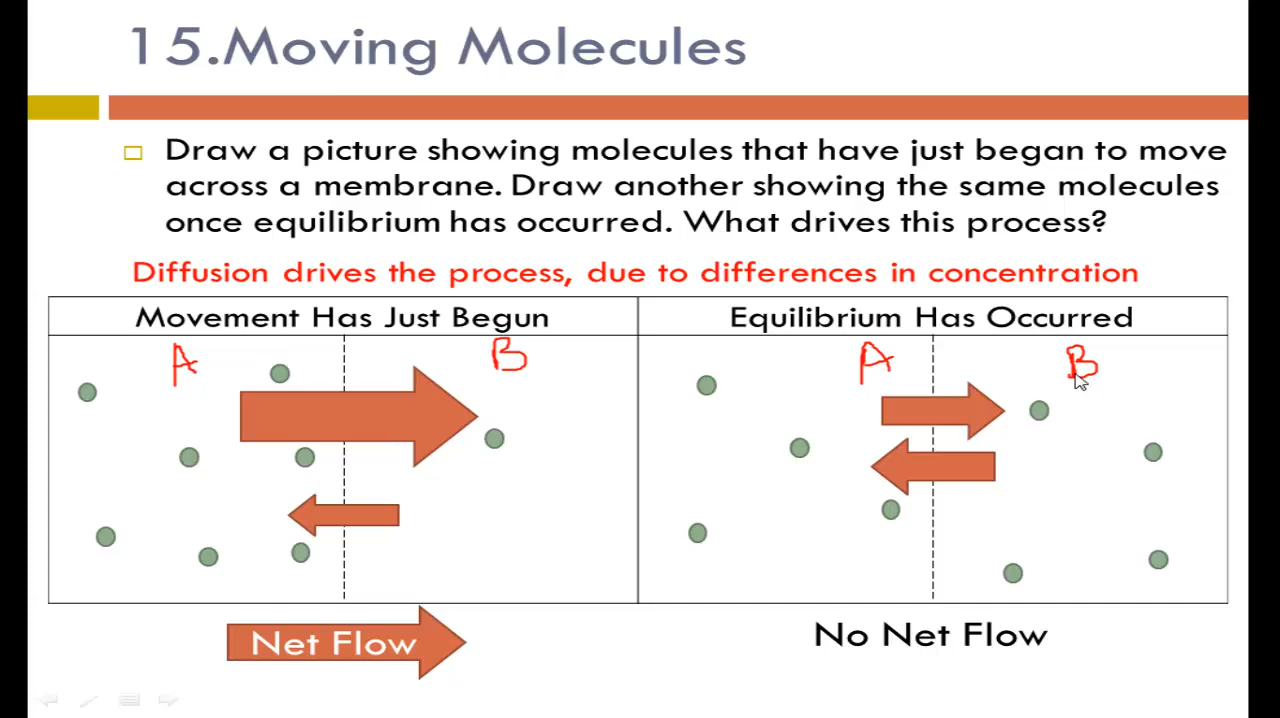 15.Moving Molecules
Draw a picture showing molecules that have just began to move
across a membrane. Draw another showing the same molecules
once equilibrium has occurred. What drives this process?
Diffusion drives the process, due to differences in concentration
Movement Has Just Begun
Equilibrium Has Occurred
A
B
A
B
Net Flow
No Net Flow